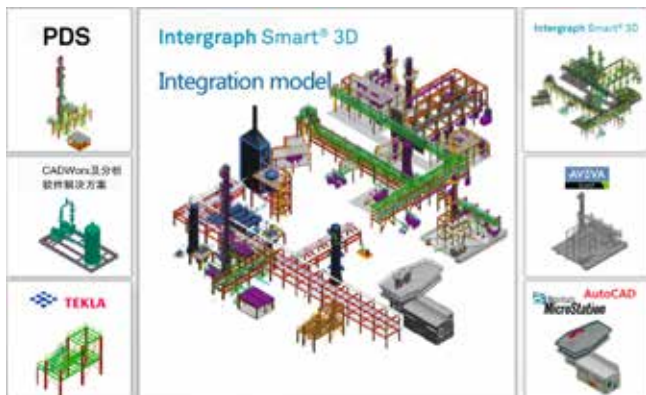 PDS
CADWorx及分析
软件解决方案
TEKLA
Intergraph Smart® 3D
Integration model
Intergraph Smart® 3D
AVEVA
AutoCAD
MicroStation